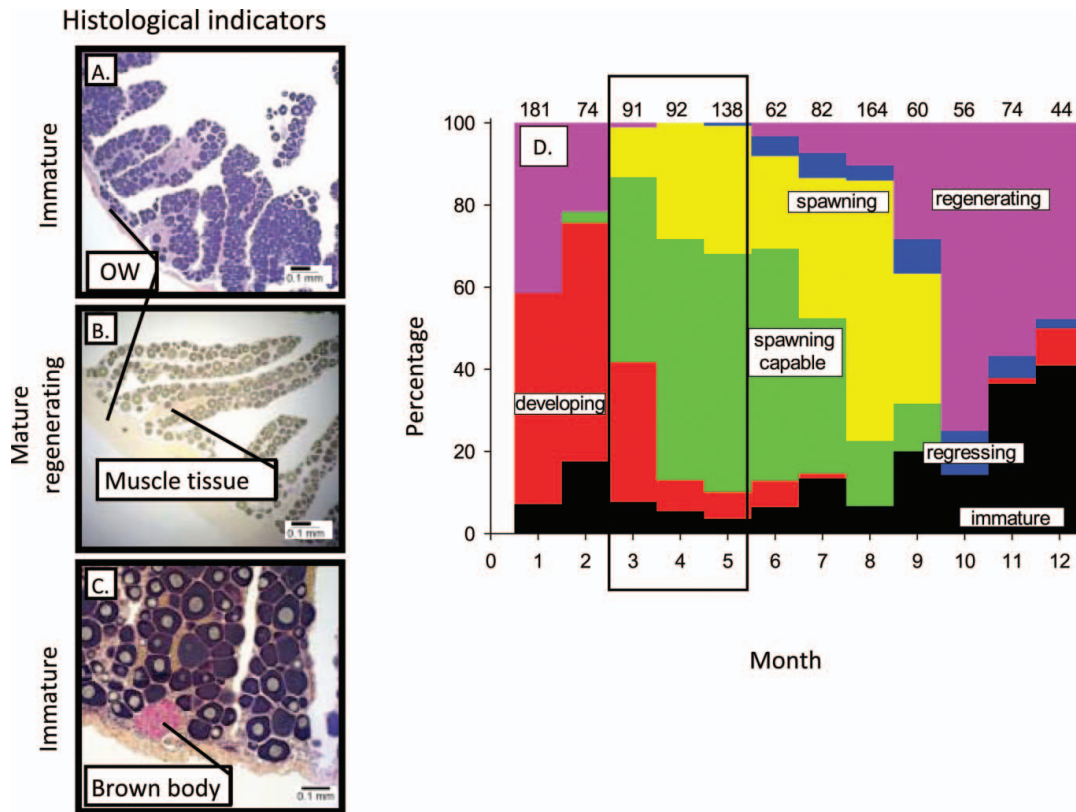 Histological indicators
Immature
A.
OW
0.1 mm
Mature
regenerating
B.
Muscle tissue
0.1 mm
Immature
C.
Brown body
0.1 mm
181 74 91 92 138 62 82 164 60 56 74 44
D.
Percentage
100
80
60
40
20
0
spawning
regenerating
spawning
capable
developing
regressing
immature
0 1 2 3 4 5 6 7 8 9 10 11 12
Month